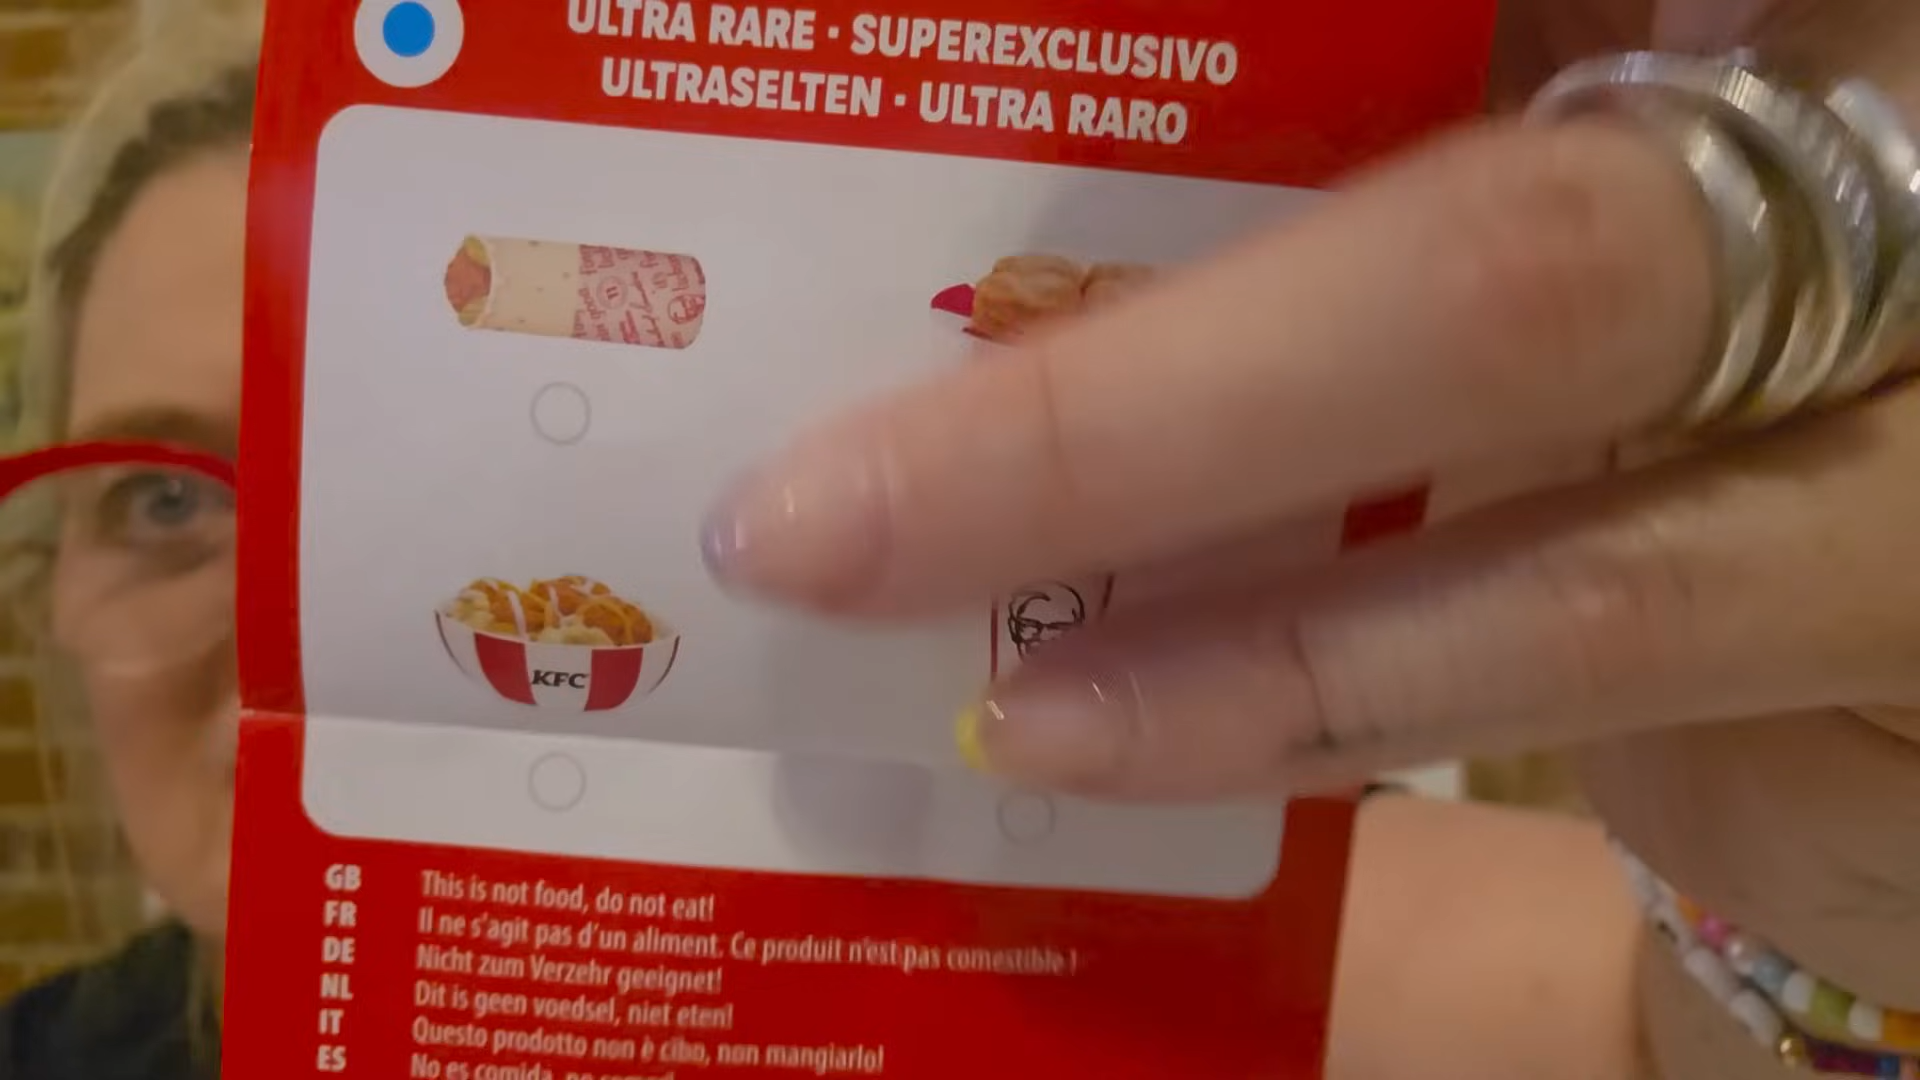 ULTRA RARE · SUPEREXCLUSIVO
ULTRASELTEN · ULTRA RARO
KFC
GB This is not food, do not eat!
FR Il ne s'agit pas d'un aliment. Ce produit n'est pas comestible !
DE Nicht zum Verzehr geeignet!
NL Dit is geen voedsel, niet eten!
IT Questo prodotto non è cibo, non mangiarlo!
ES No es comida, no